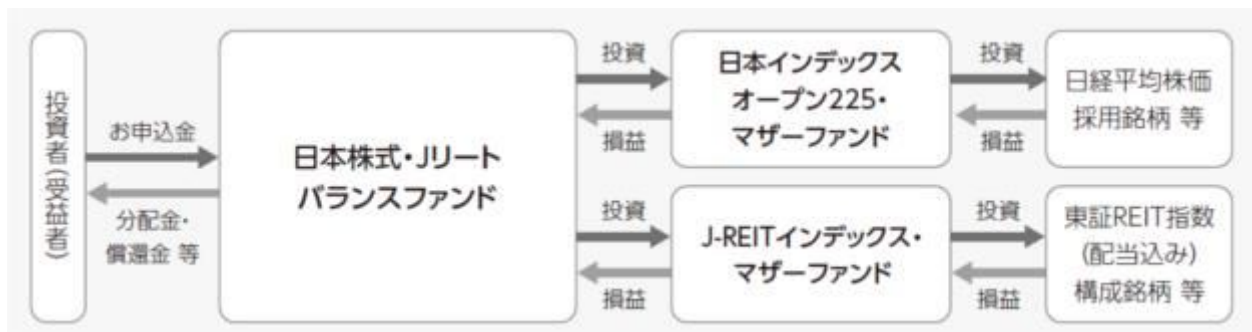 投資者(受益者)
お申込金
分配金・
償還金 等
日本株式・Jリート
バランスファンド
投資
損益
日本インデックス
オープン225・
マザーファンド
投資
損益
日経平均株価
採用銘柄 等
投資
損益
J-REITインデックス・
マザーファンド
投資
損益
東証REIT指数
(配当込み)
構成銘柄 等